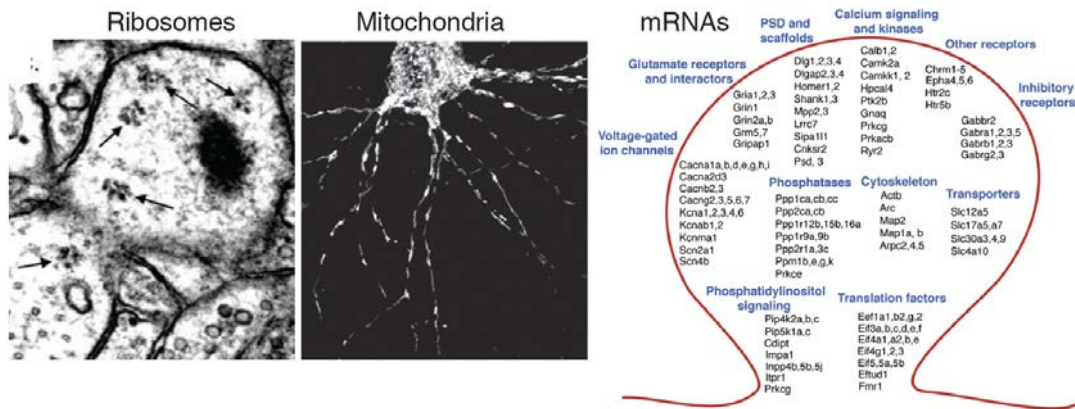 Ribosomes
Mitochondria
mRNAs
PSD and
scaffolds
Dlg1,2,3,4
Dlgap2,3,4
Homer1,2
Shank1,3
Mpp2,3
Lrrc7
Sipa1l1
Cnksr2
Psd, 3
Calcium signaling
and kinases
Calb1,2
Camk2a
Camkk1, 2
Hpcal4
Ptk2b
Gnaq
Prkcg
Prkacb
Ryr2
Other receptors
Chrm1-5
Epha4,5,6
Htr2c
Htr5b
Glutamate receptors
and interactors
Gria1,2,3
Grin1
Grin2a,b
Grm5,7
Gripap1
Inhibitory
receptors
Gabbr2
Gabra1,2,3,5
Gabrb1,2,3
Gabrg2,3
Voltage-gated
ion channels
Cacna1a,b,d,e,g,h,i
Cacna2d3
Cacnb2,3
Cacng2,3,5,6,7
Kcna1,2,3,4,6
Kcnab1,2
Kcnma1
Scn2a1
Scn4b
Phosphatases
Ppp1ca,cb,cc
Ppp2ca,cb
Ppp1r12b,15b,16a
Ppp1r9a,9b
Ppp2r1a,3c
Ppm1b,e,g,k
Prkce
Cytoskeleton
Actb
Arc
Map2
Map1a, b
Arpc2,4,5
Transporters
Slc12a5
Slc17a5,a7
Slc30a3,4,9
Slc4a10
Phosphatidylinositol
signaling
Pip4k2a,b,c
Pip5k1a,c
Cdipt
Impa1
Inpp4b,5b,5j
Itpr1
Prkcg
Translation factors
Eef1a1,b2,g,2
Eif3a,b,c,d,e,f
Eif4a1,a2,b,e
Eif4g1,2,3
Eif5,5a,5b
Eftud1
Fmr1